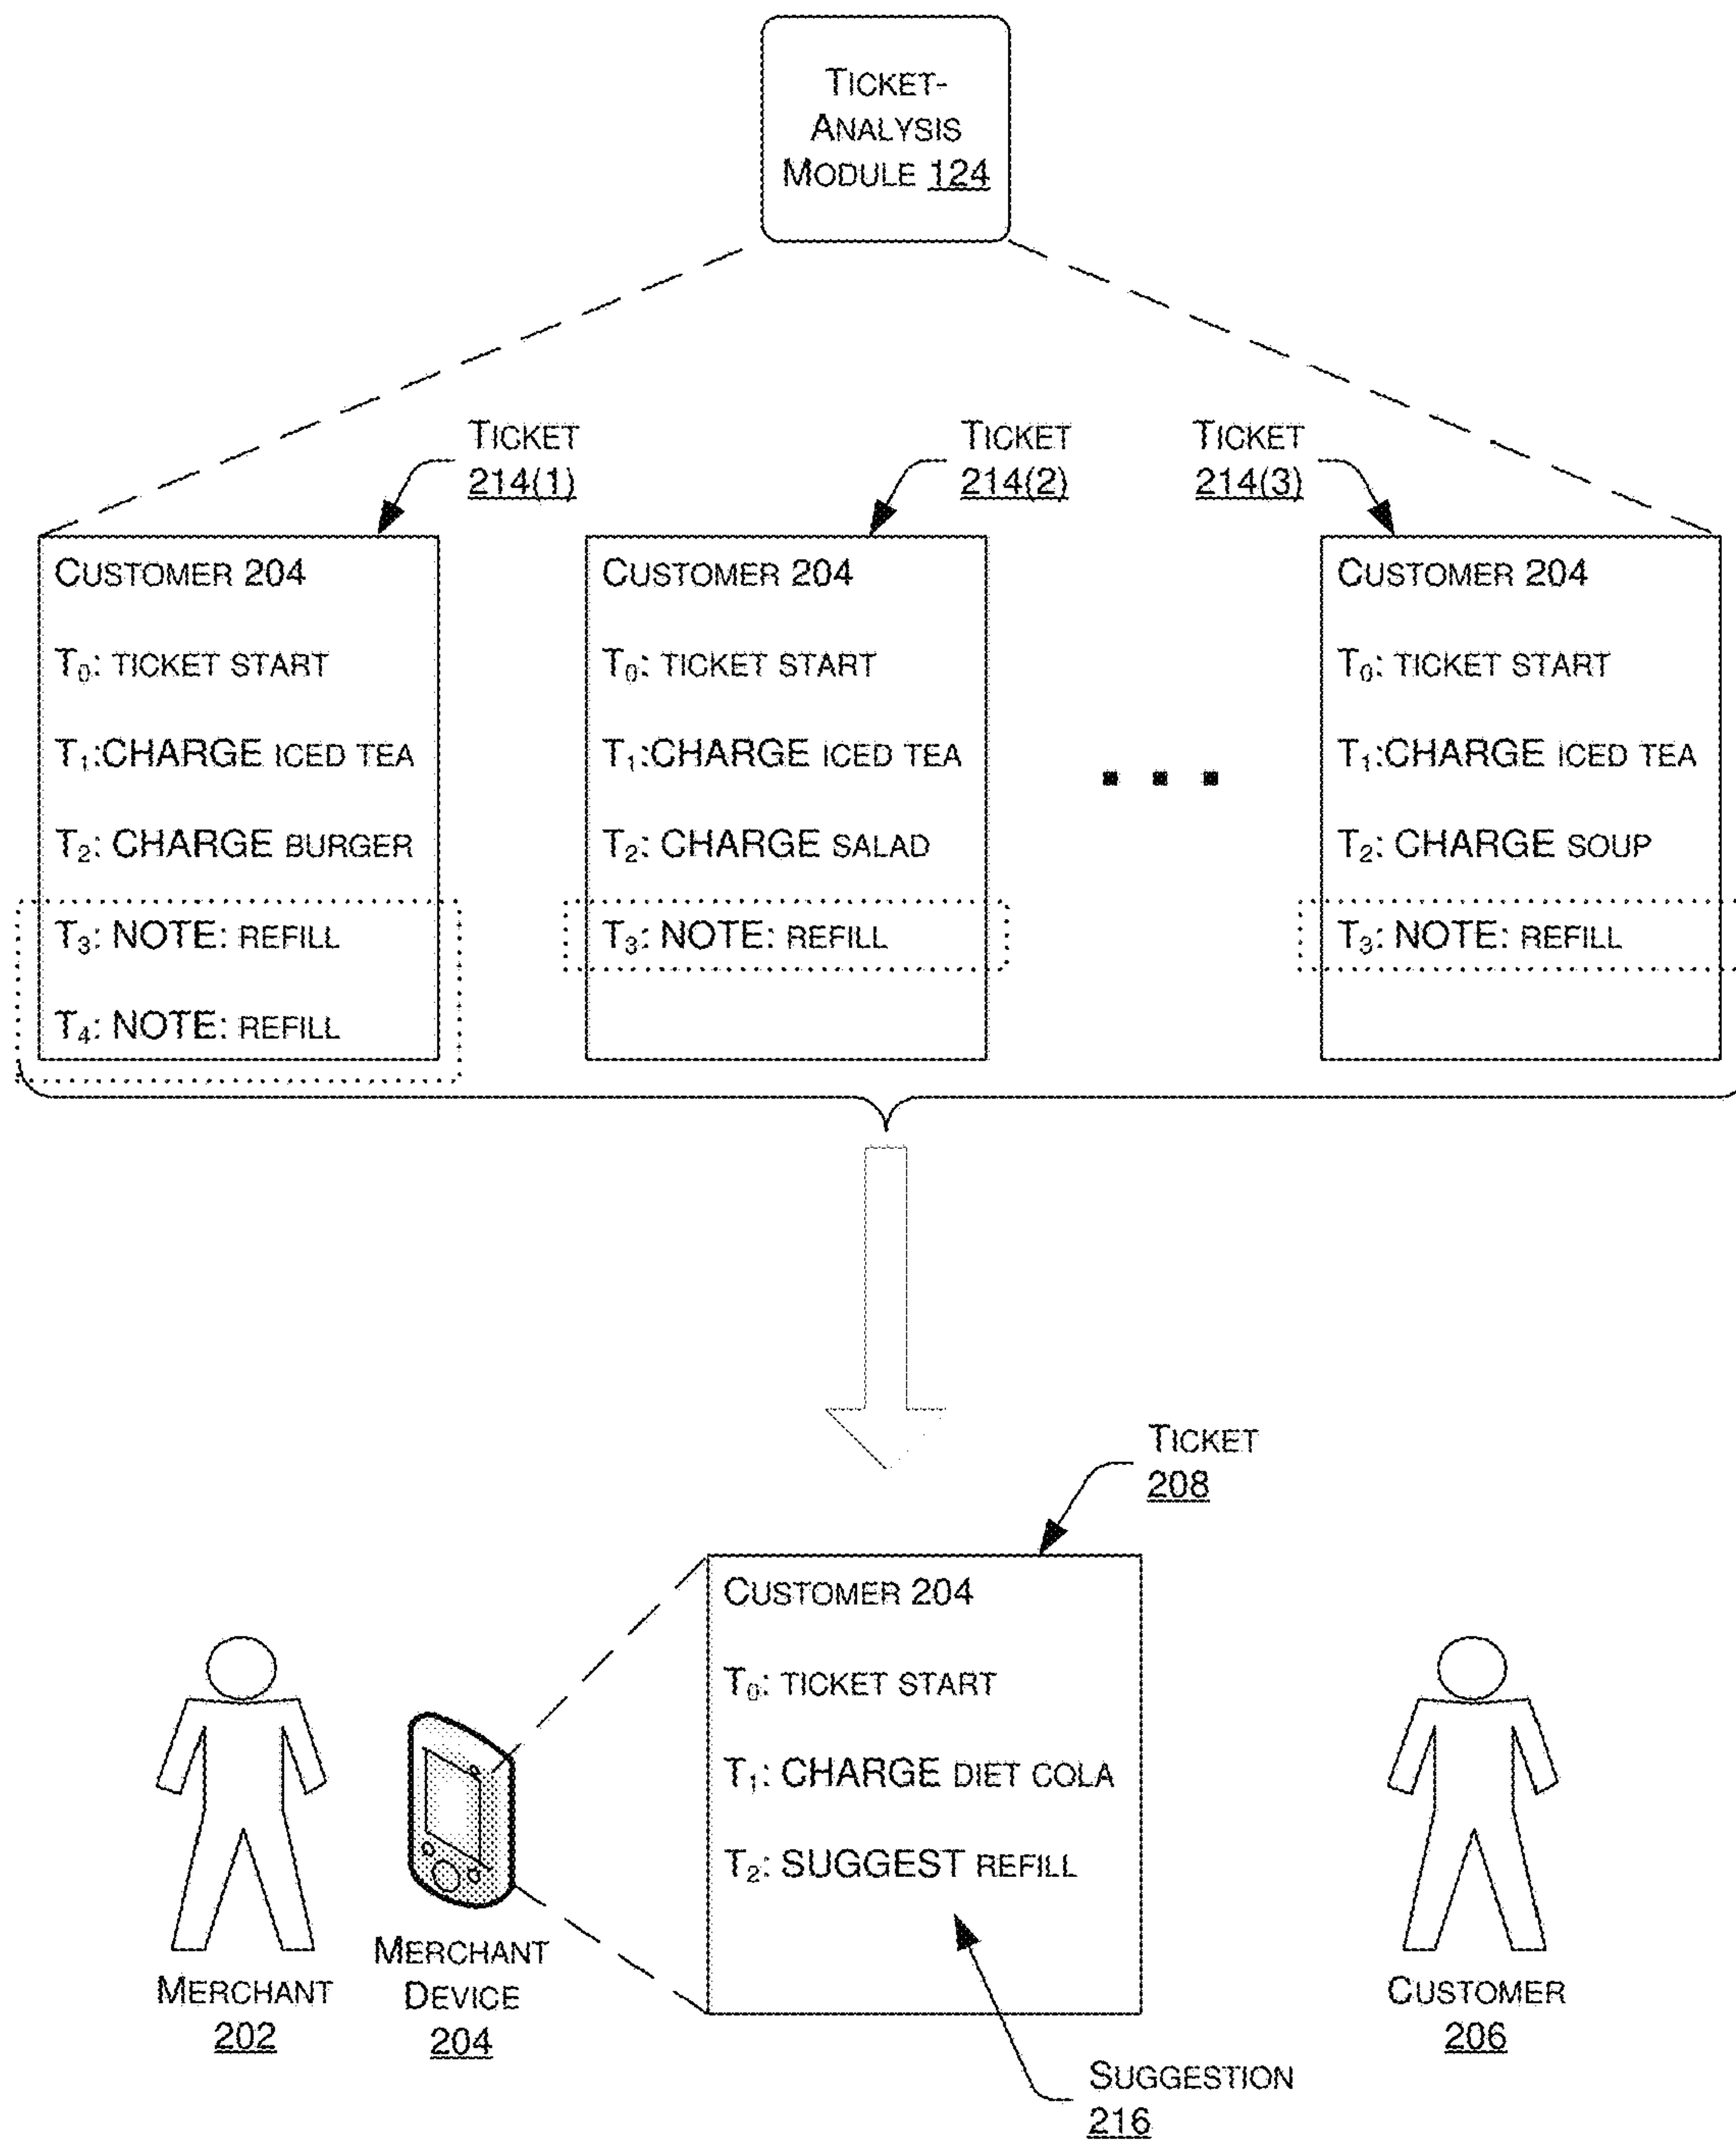 TICKET-
ANALYSIS
MODULE 124
TICKET
214(1)
TICKET
214(2)
TICKET
214(3)
CUSTOMER 204
T0: TICKET START
T1:CHARGE ICED TEA
T2: CHARGE BURGER
T3: NOTE: REFILL
T4: NOTE: REFILL
CUSTOMER 204
T0: TICKET START
T1:CHARGE ICED TEA
T2: CHARGE SALAD
T3: NOTE: REFILL
CUSTOMER 204
T0: TICKET START
T1:CHARGE ICED TEA
T2: CHARGE SOUP
T3: NOTE: REFILL
TICKET
208
CUSTOMER 204
T0: TICKET START
T1: CHARGE DIET COLA
T2: SUGGEST REFILL
MERCHANT
202
MERCHANT
DEVICE
204
CUSTOMER
206
SUGGESTION
216